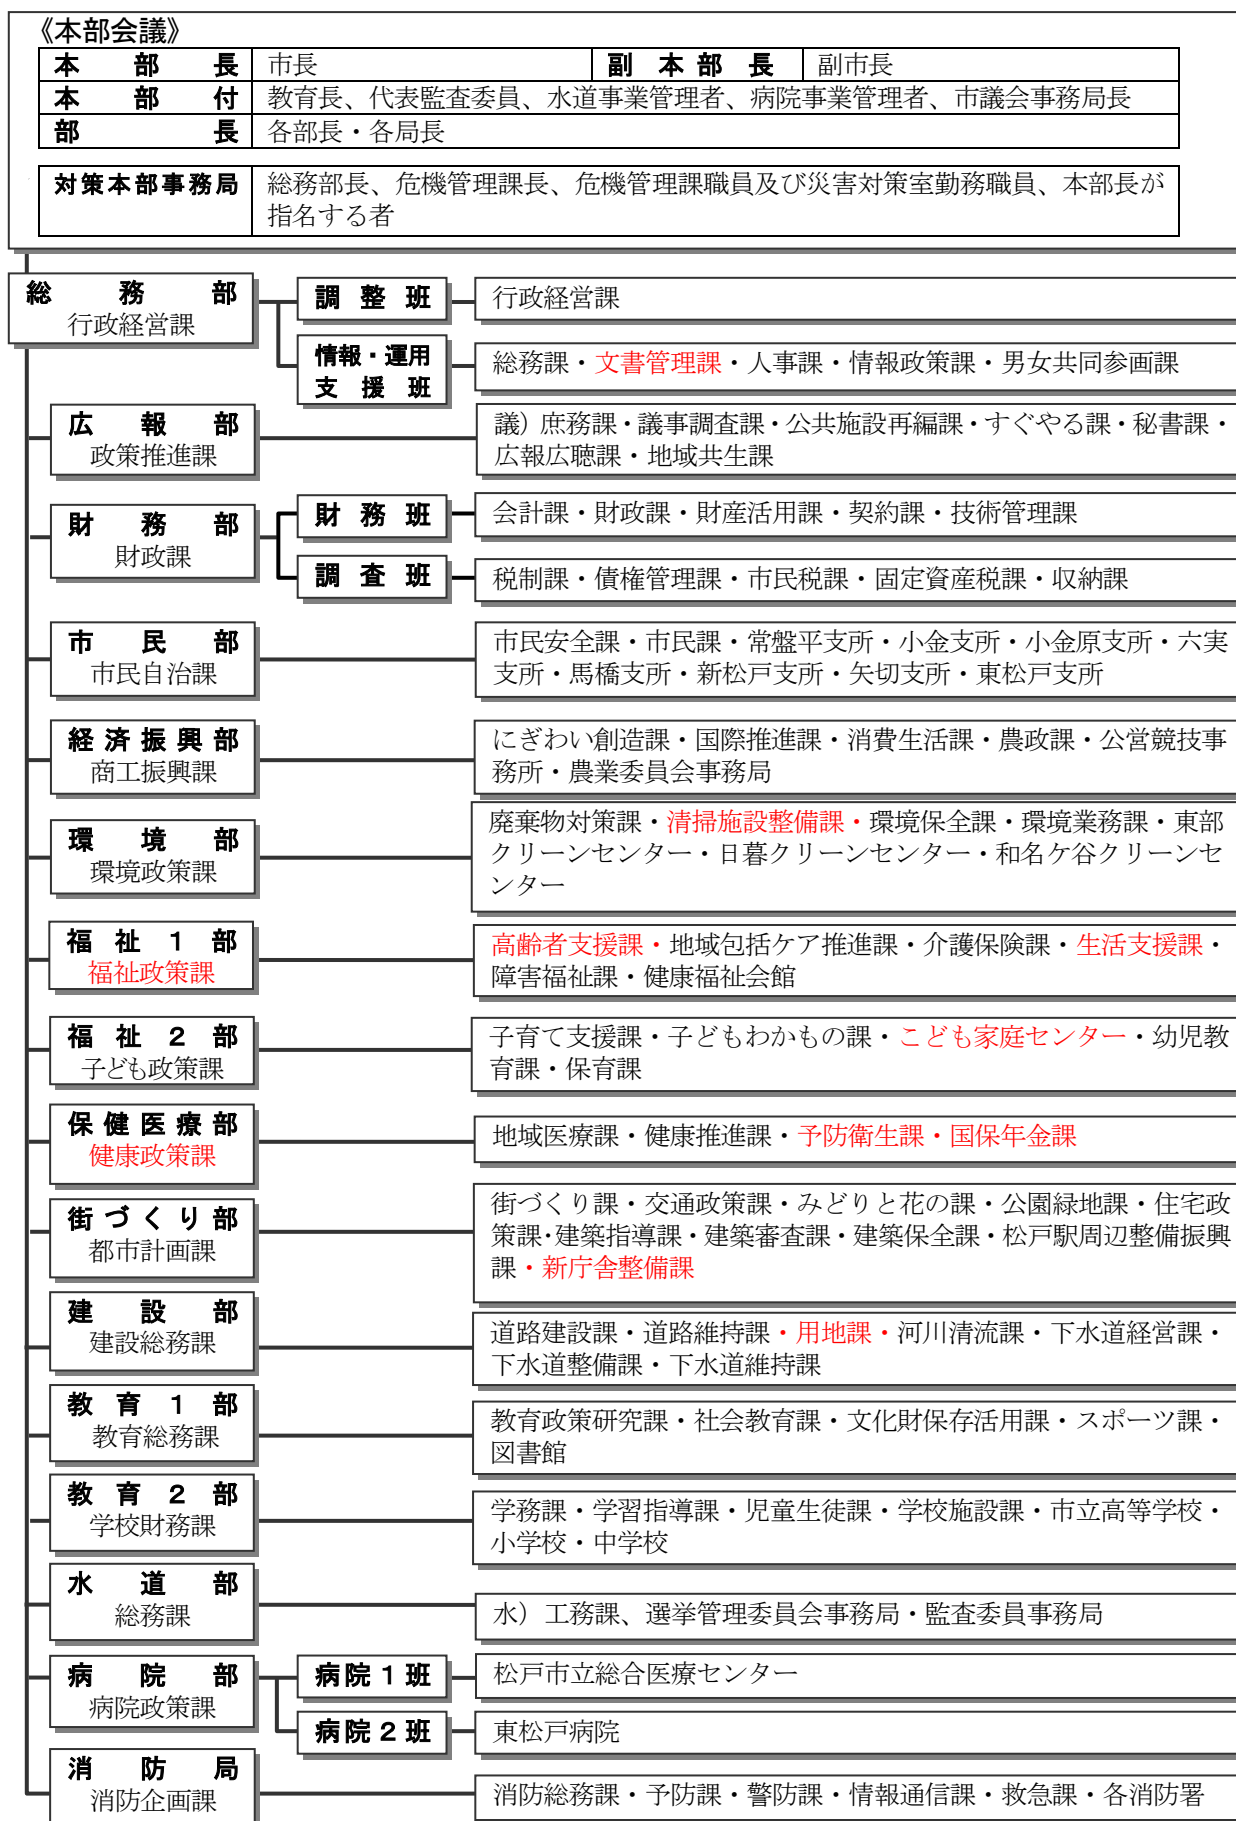 《本部会議》
本部長 市長 副本部長 副市長
本部付 教育長、代表監査委員、水道事業管理者、病院事業管理者、市議会事務局長
部長 各部長・各局長
対策本部事務局 総務部長、危機管理課長、危機管理課職員及び災害対策室勤務職員、本部長が
指名する者
総務部
行政経営課
調整班
行政経営課
情報・運用
支援班
総務課・文書管理課・人事課・情報政策課・男女共同参画課
広報部
政策推進課
議）庶務課・議事調査課・公共施設再編課・すぐやる課・秘書課・
広報広聴課・地域共生課
財務部
財政課
財務班
会計課・財政課・財産活用課・契約課・技術管理課
調査班
税制課・債権管理課・市民税課・固定資産税課・収納課
市民部
市民自治課
市民安全課・市民課・常盤平支所・小金支所・小金原支所・六実
支所・馬橋支所・新松戸支所・矢切支所・東松戸支所
経済振興部
商工振興課
にぎわい創造課・国際推進課・消費生活課・農政課・公営競技事
務所・農業委員会事務局
環境部
環境政策課
廃棄物対策課・清掃施設整備課・環境保全課・環境業務課・東部
クリーンセンター・日暮クリーンセンター・和名ケ谷クリーンセ
ンター
福祉１部
福祉政策課
高齢者支援課・地域包括ケア推進課・介護保険課・生活支援課・
障害福祉課・健康福祉会館
福祉２部
子ども政策課
子育て支援課・子どもわかもの課・こども家庭センター・幼児教
育課・保育課
保健医療部
健康政策課
地域医療課・健康推進課・予防衛生課・国保年金課
街づくり部
都市計画課
街づくり課・交通政策課・みどりと花の課・公園緑地課・住宅政
策課・建築指導課・建築審査課・建築保全課・松戸駅周辺整備振興
課・新庁舎整備課
建設部
建設総務課
道路建設課・道路維持課・用地課・河川清流課・下水道経営課・
下水道整備課・下水道維持課
教育１部
教育総務課
教育政策研究課・社会教育課・文化財保存活用課・スポーツ課・
図書館
教育２部
学校財務課
学務課・学習指導課・児童生徒課・学校施設課・市立高等学校・
小学校・中学校
水道部
総務課
水）工務課、選挙管理委員会事務局・監査委員事務局
病院部
病院政策課
病院１班
松戸市立総合医療センター
病院２班
東松戸病院
消防局
消防企画課
消防総務課・予防課・警防課・情報通信課・救急課・各消防署